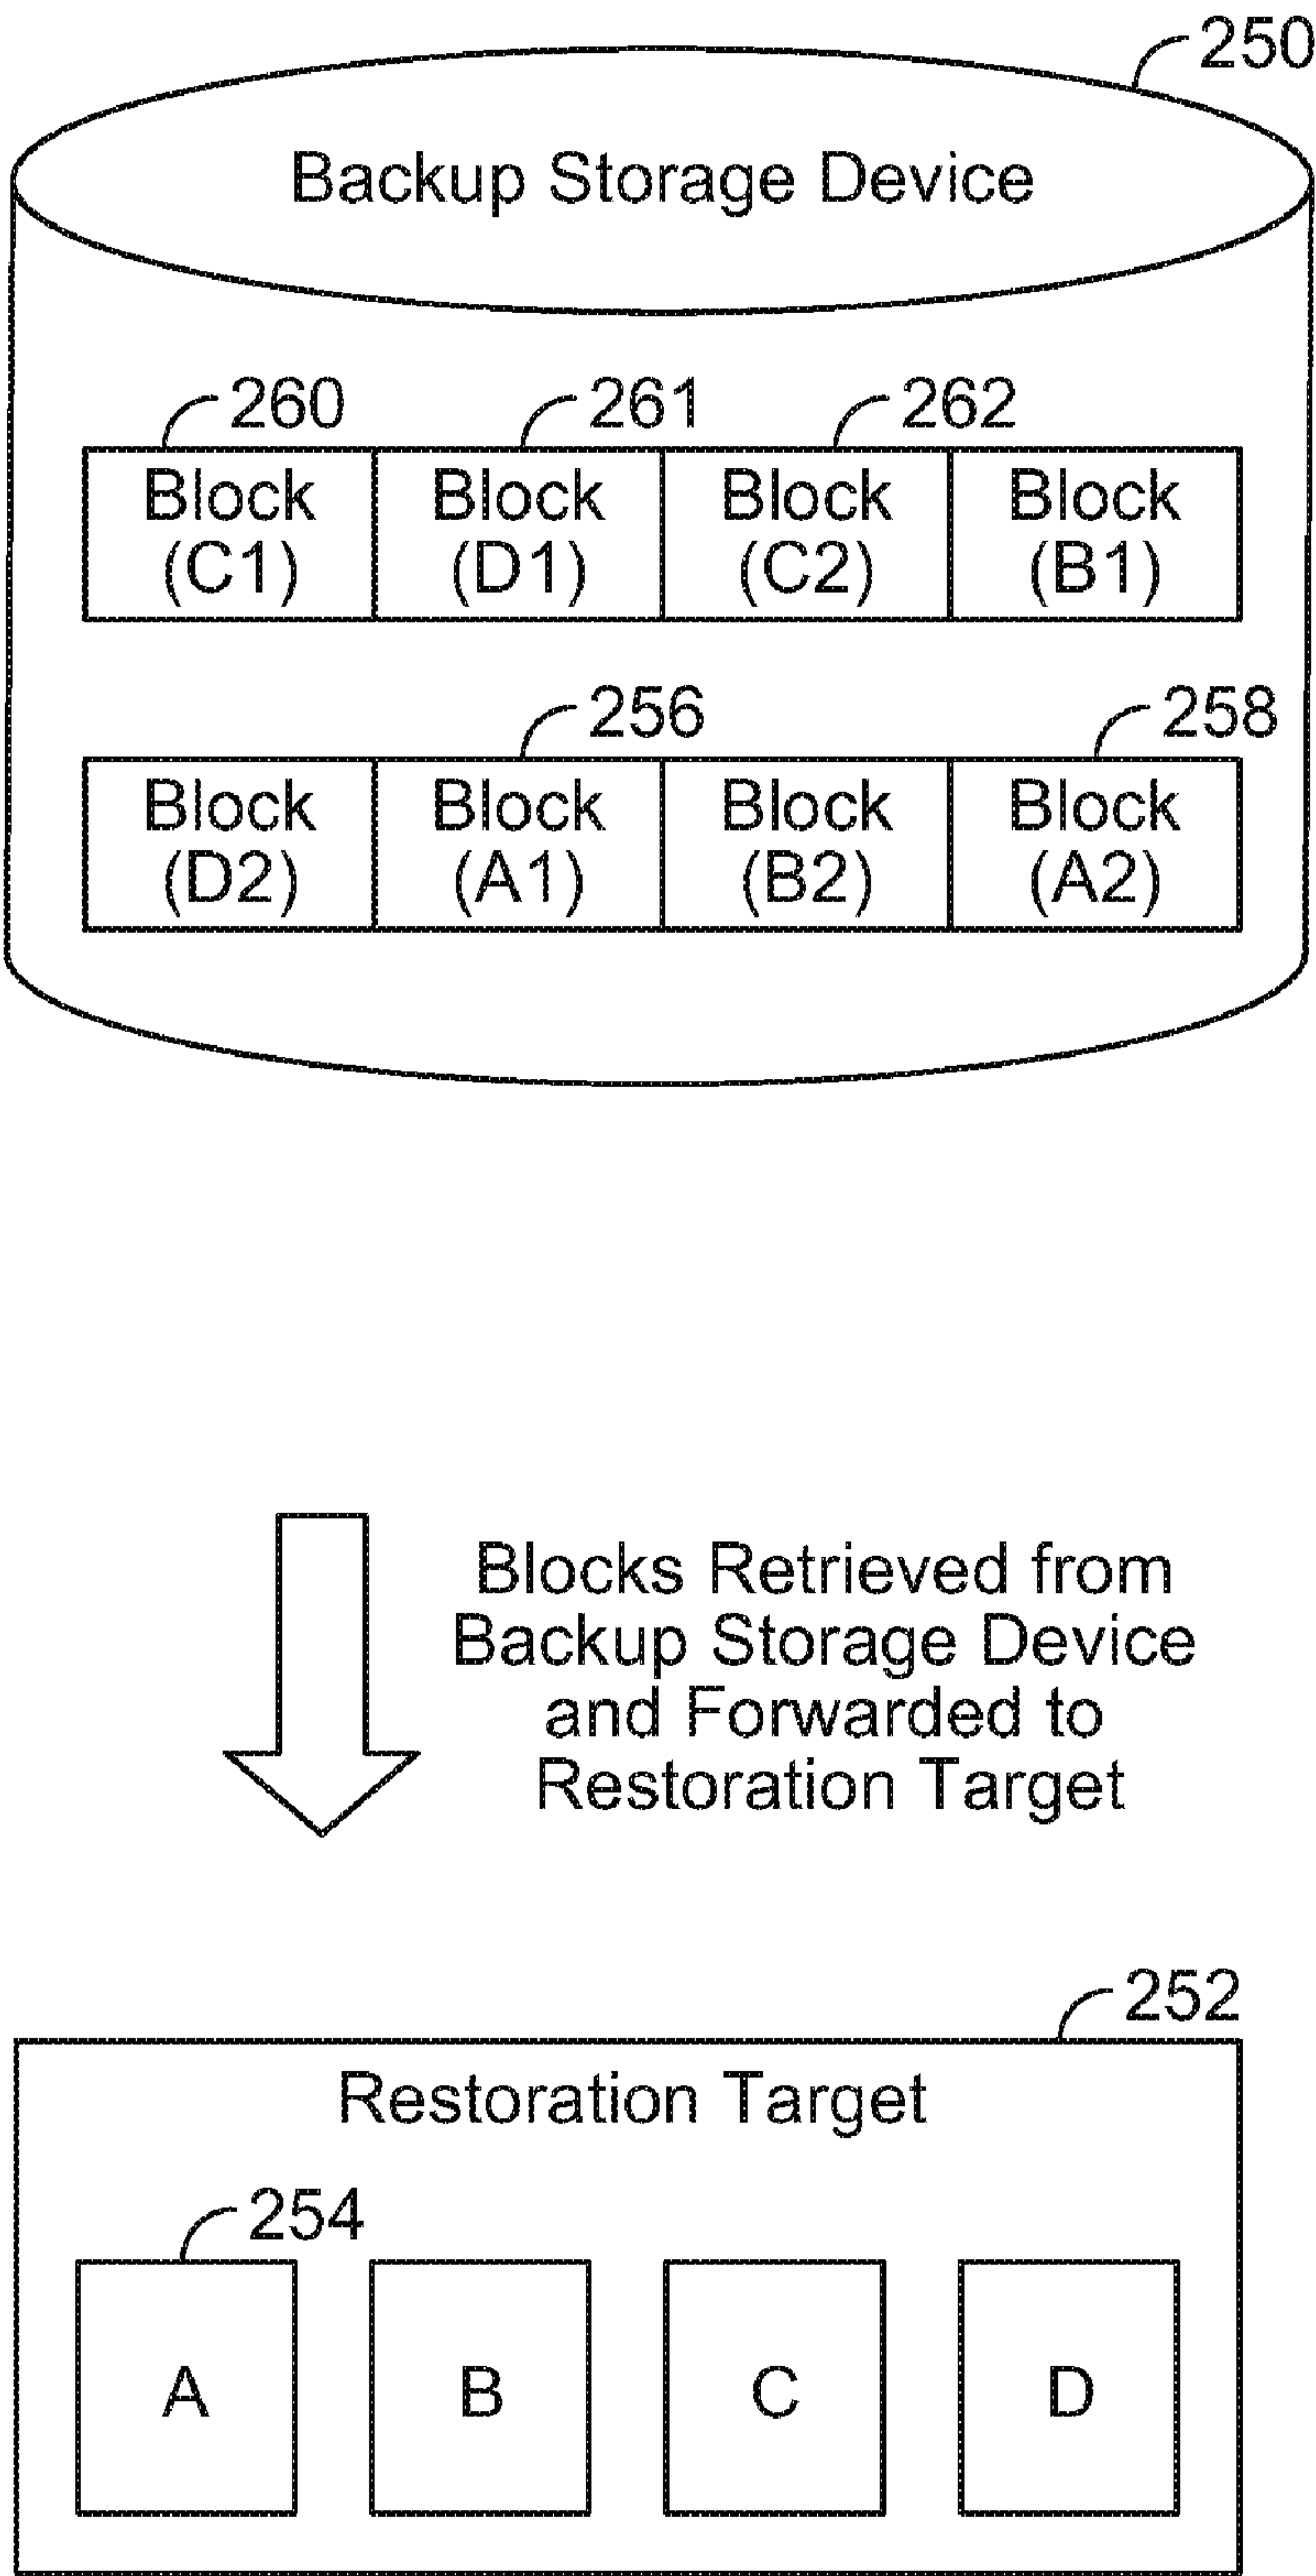 250
Backup Storage Device
260 261 262
Block Block Block Block
(C1) (D1) (C2) (B1)
256 258
Block Block Block Block
(D2) (A1) (B2) (A2)
Blocks Retrieved from
Backup Storage Device
and Forwarded to
Restoration Target
252
Restoration Target
254
A B C D